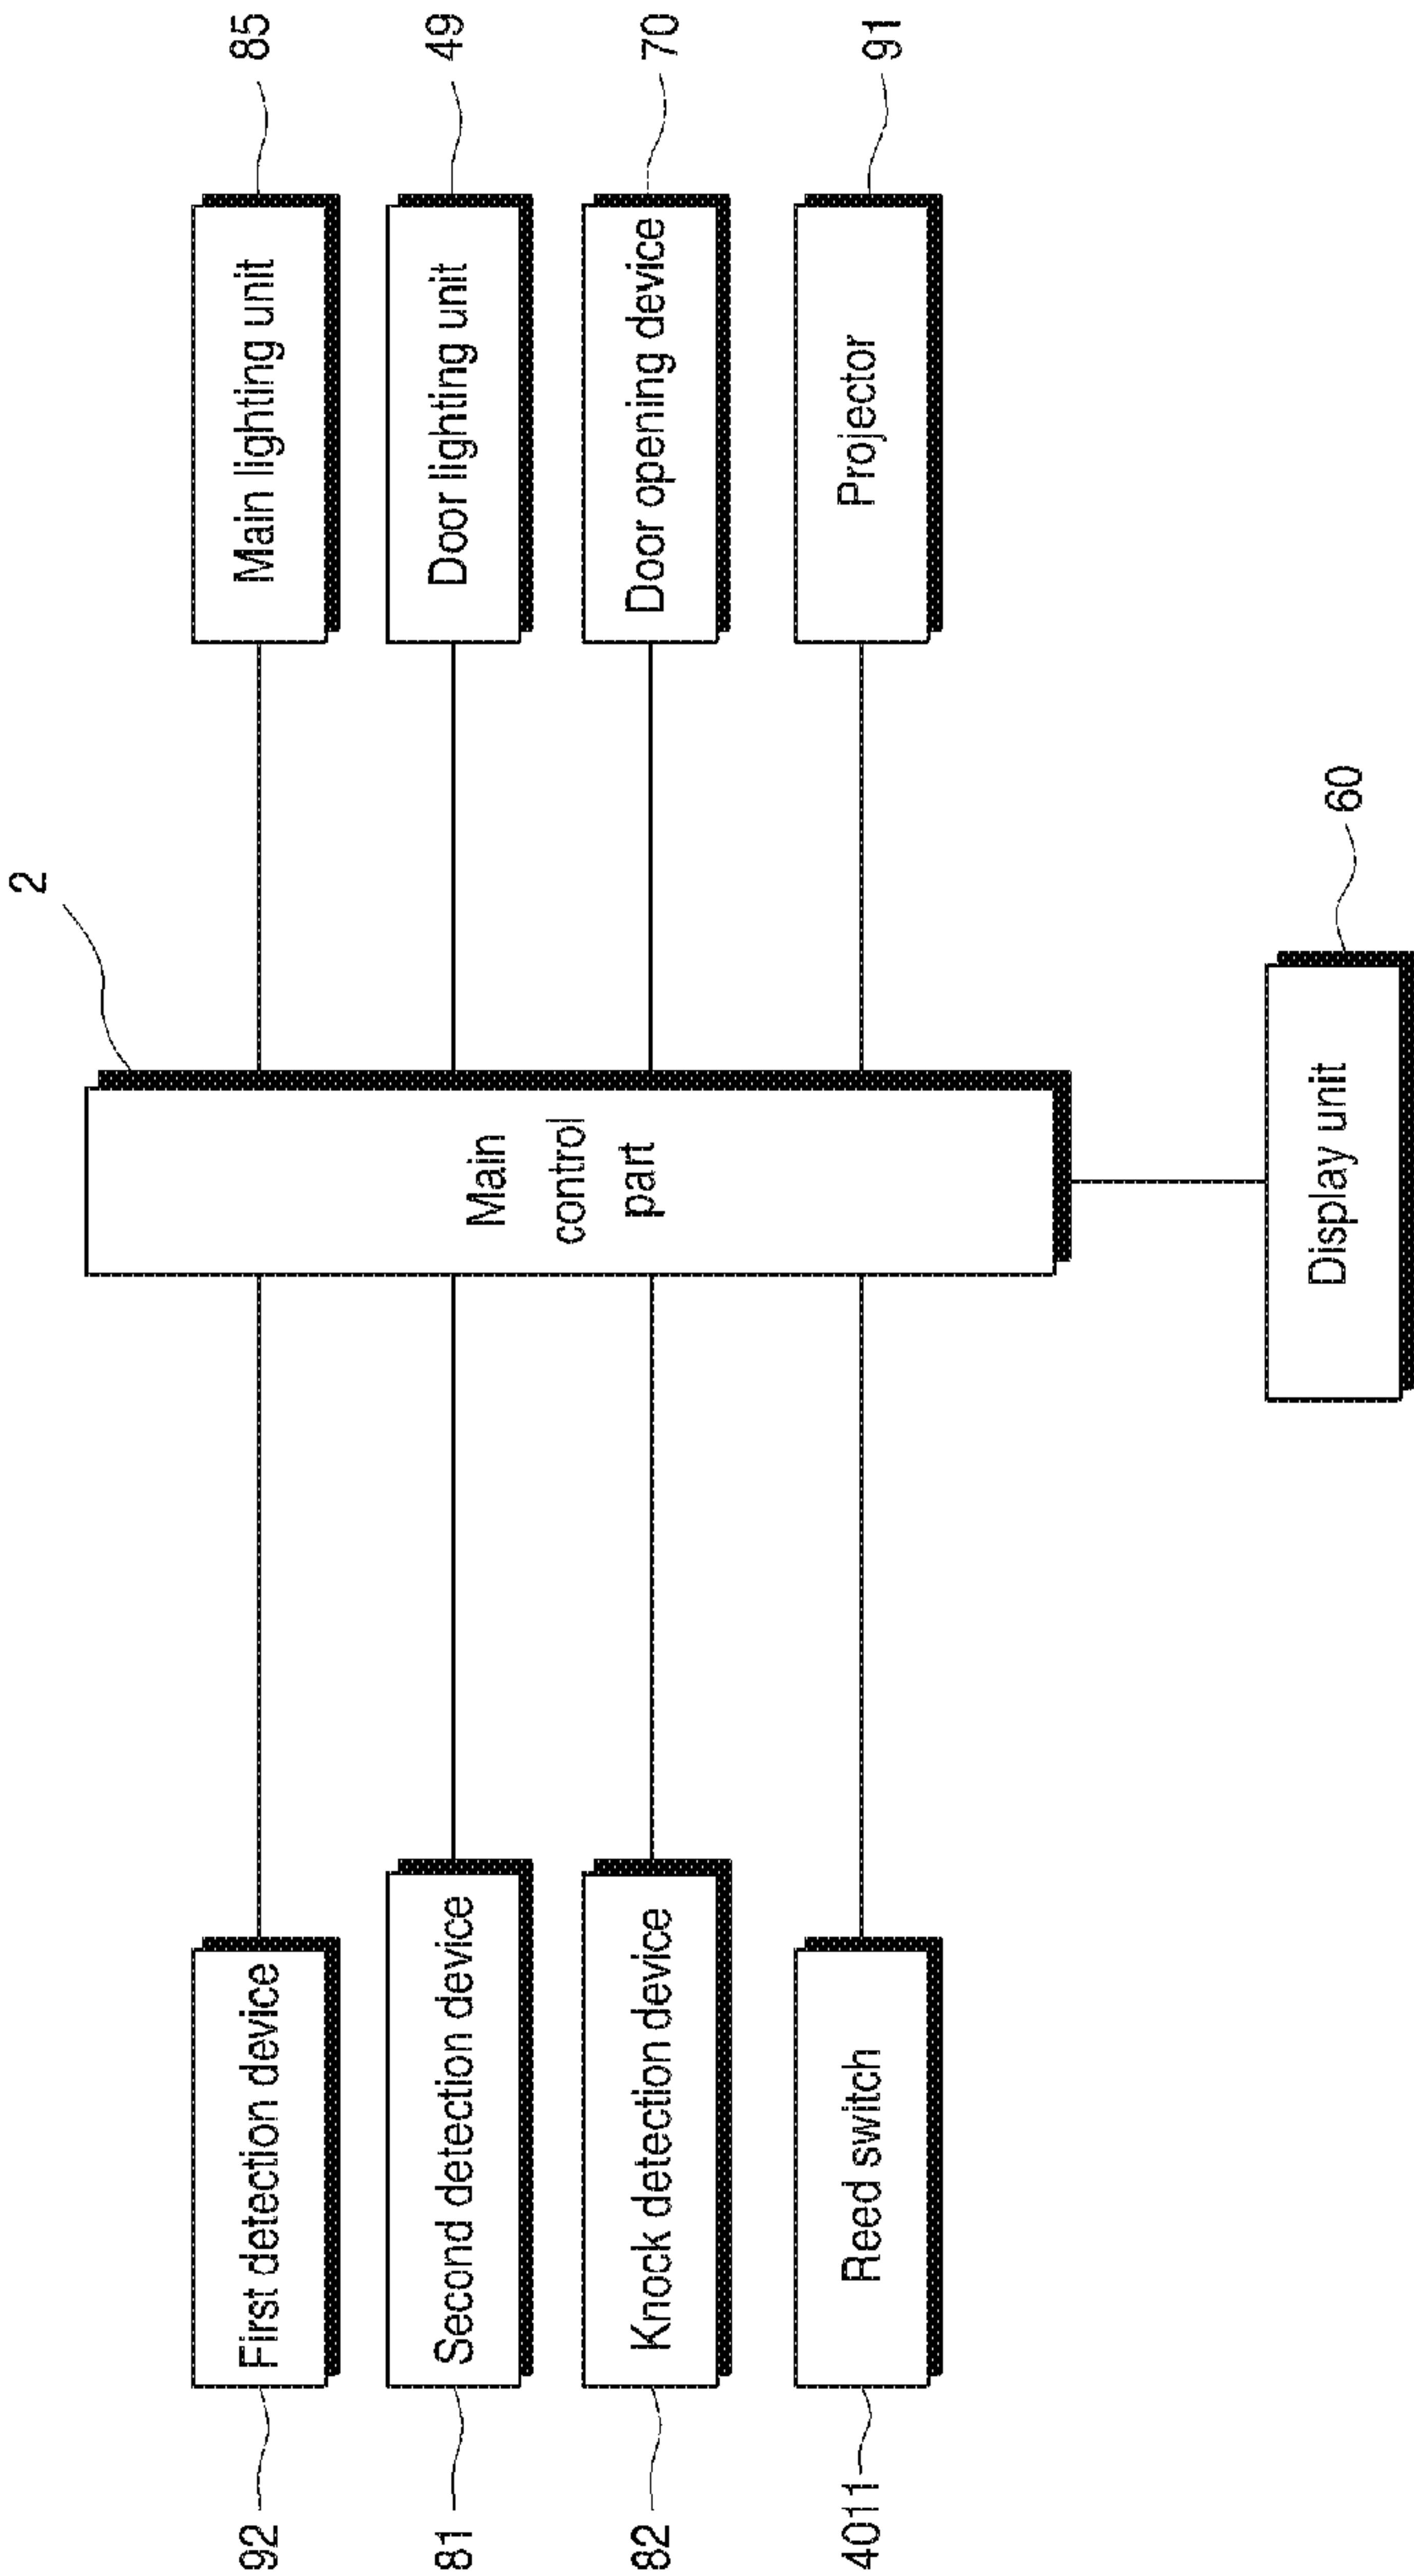 2
92
First detection device
Main lighting unit
85
81
Second detection device
Main
control
part
Door lighting unit
49
82
Knock detection device
Door opening device
70
4011
Reed switch
Projector
91
Display unit
60